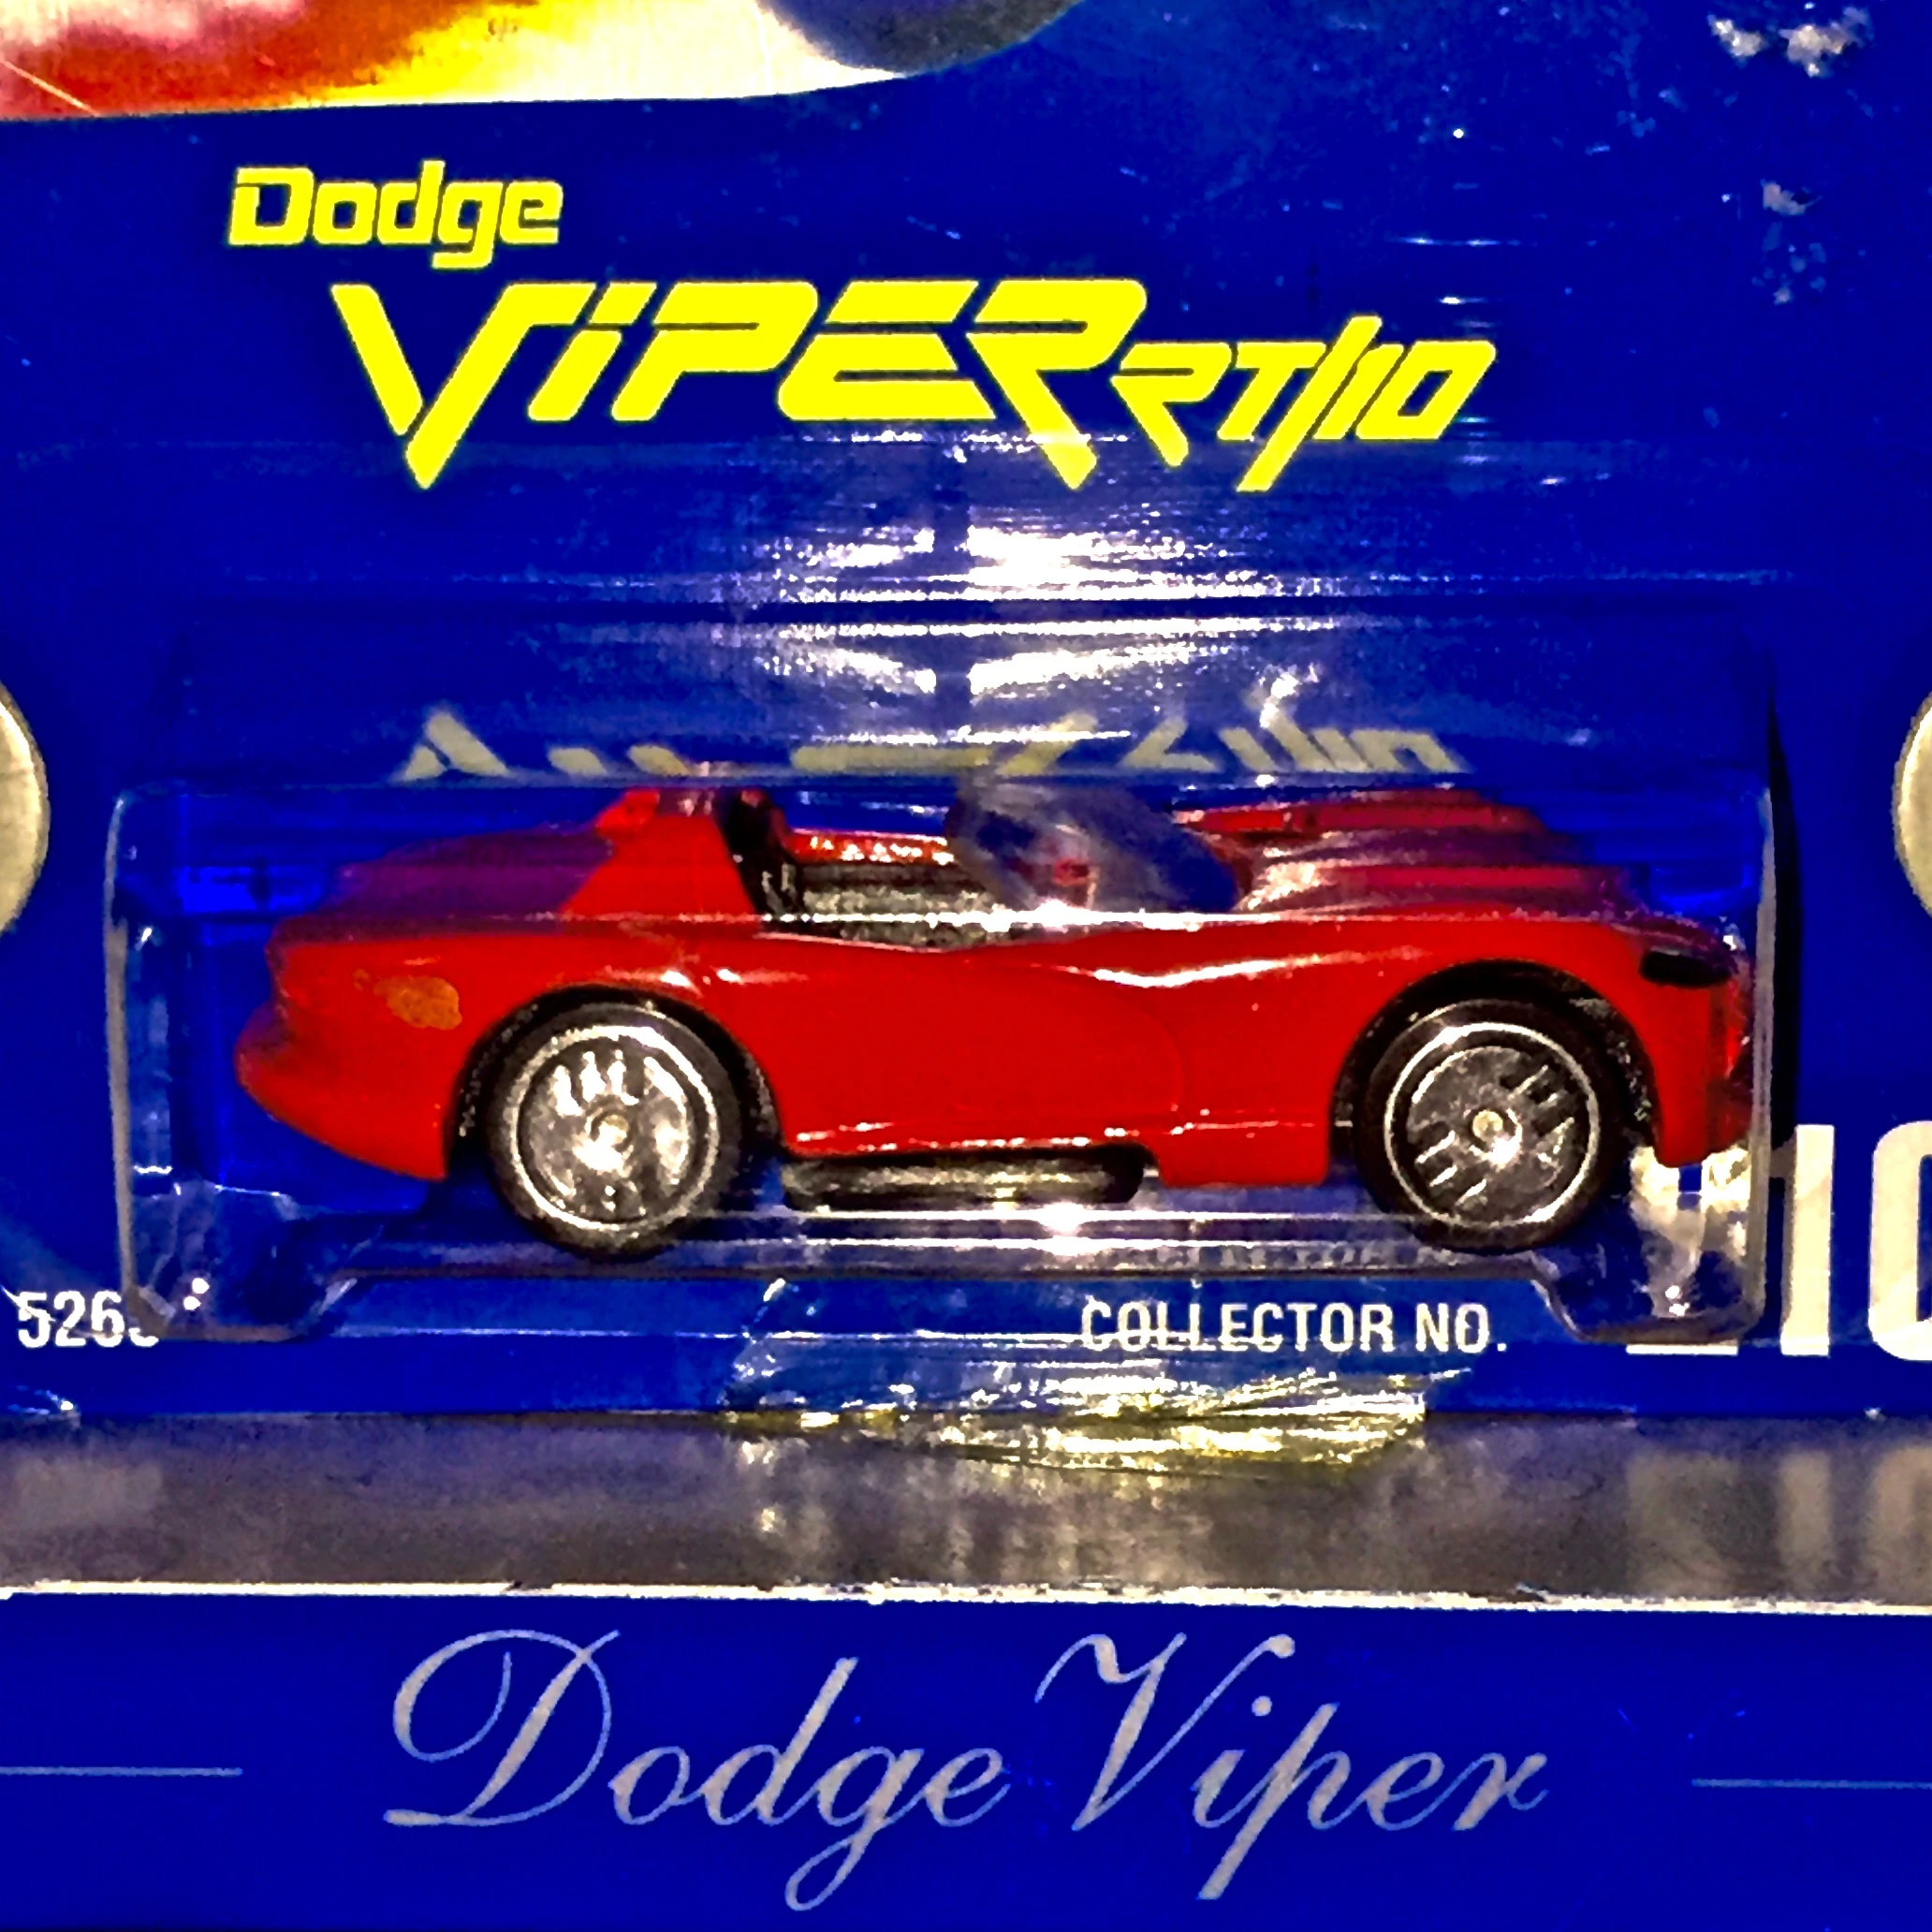 Dodge
VIPER RT/10
COLLECTOR NO.
Dodge Viper